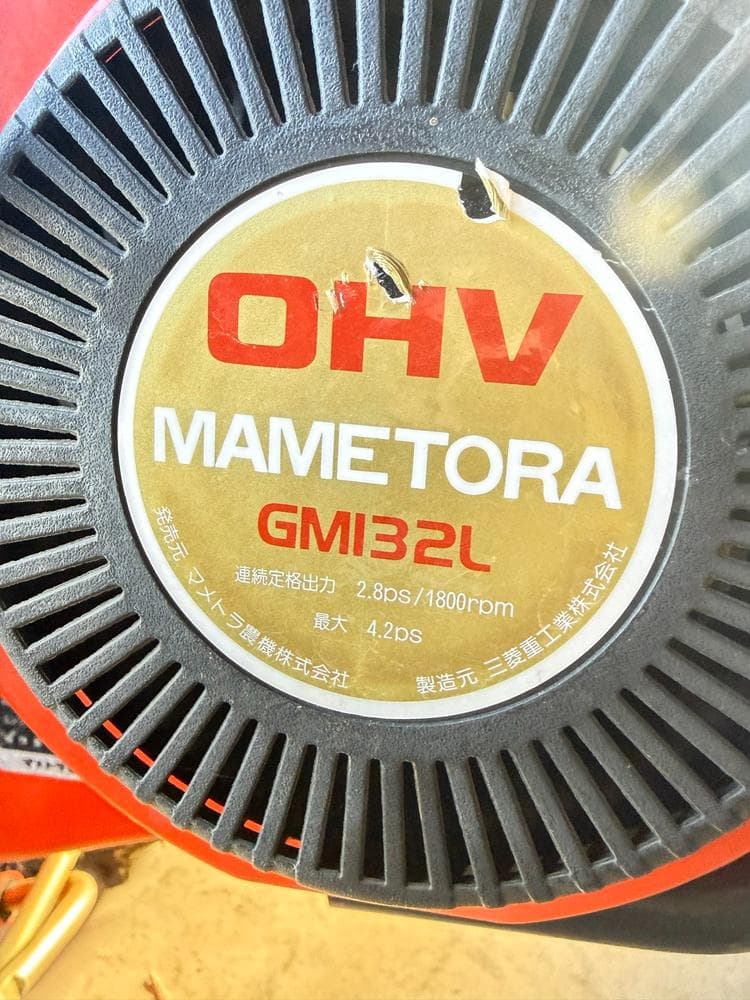 OHV
MAMETORA
GM132L
連続定格出力 2.8ps/1800rpm
最大 4.2ps
発売元 マメトラ農機株式会社
製造元 三菱重工業株式会社